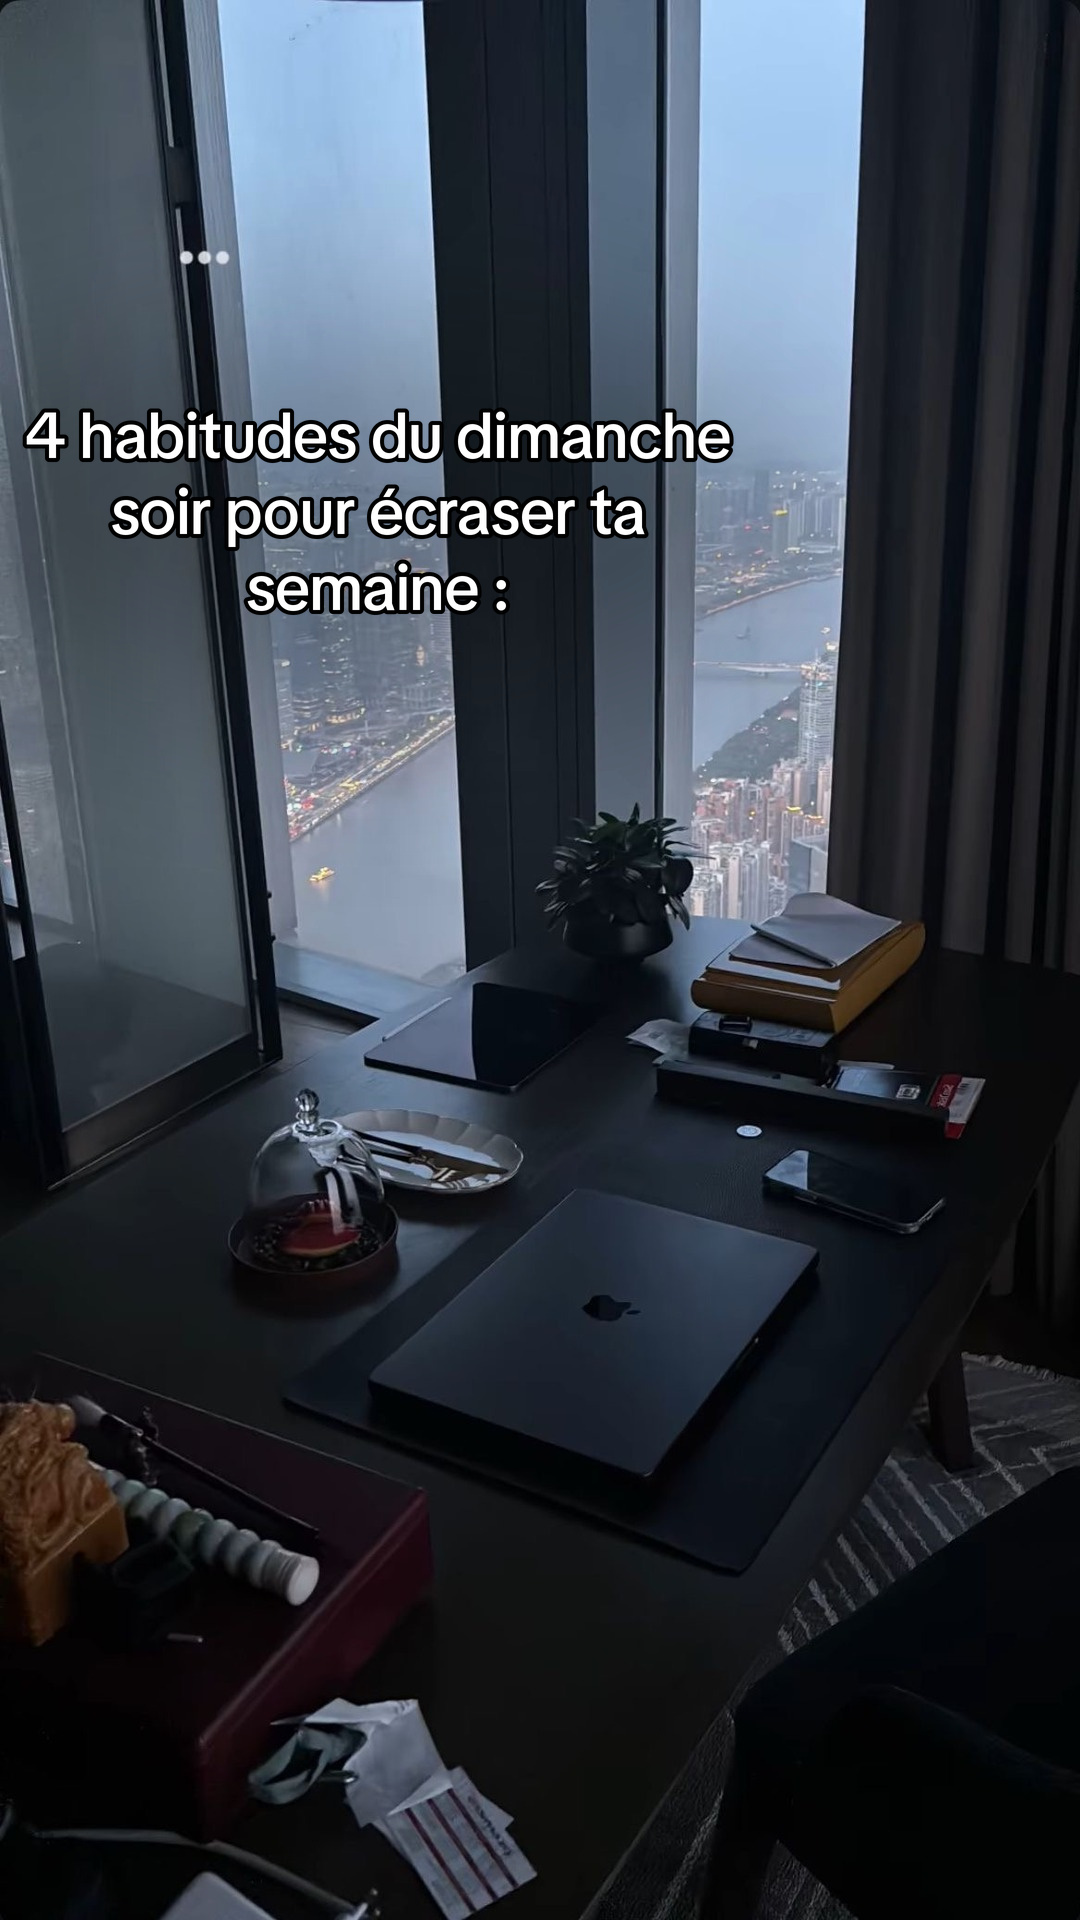 4 habitudes du dimanche
soir pour écraser ta
semaine :